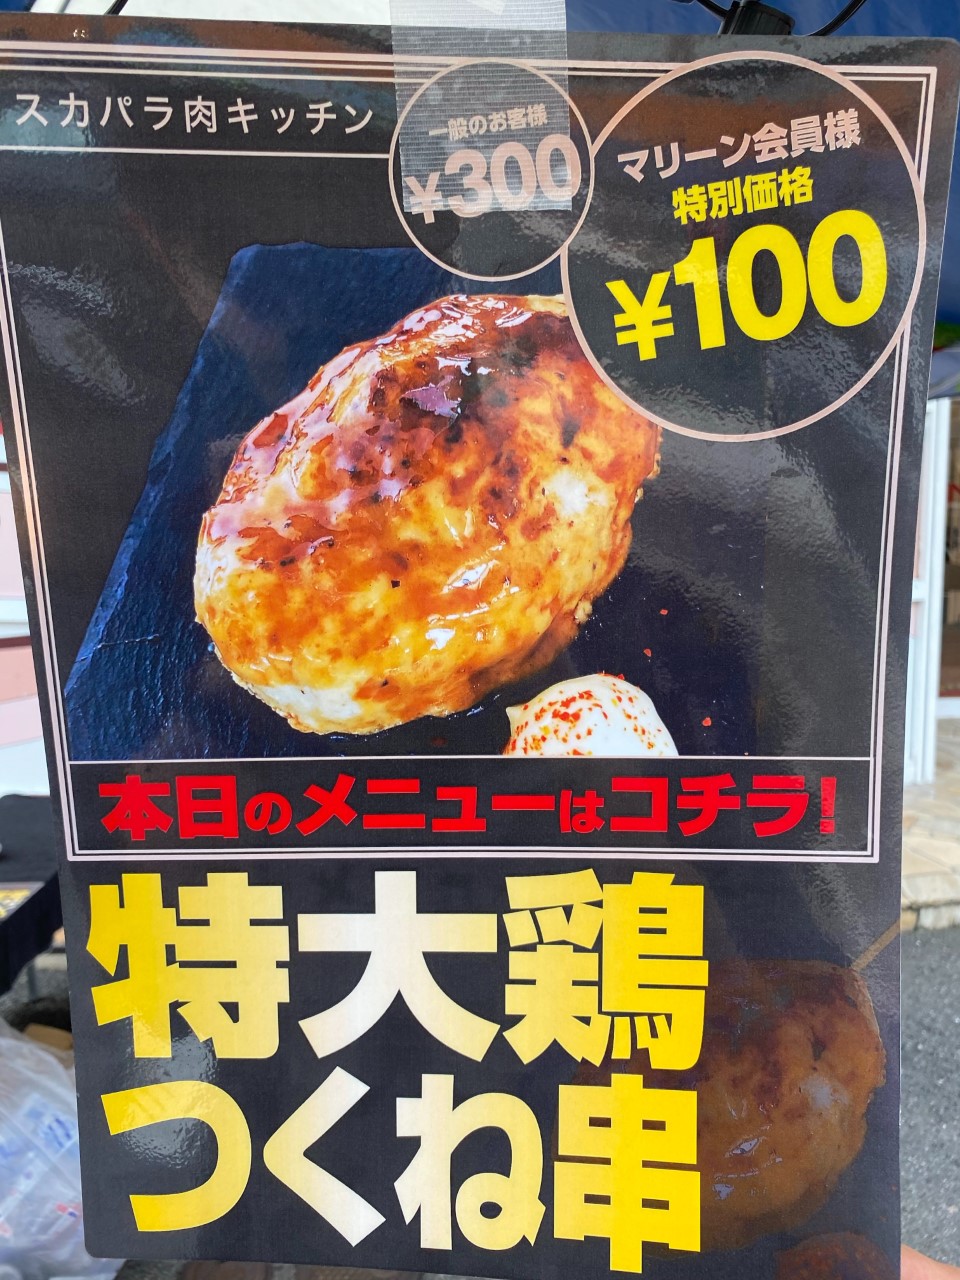 スカパラ肉キッチン
一般のお客様
¥300
マリーン会員様
特別価格
¥100
本日のメニューはコチラ!
特大鶏
つくね串